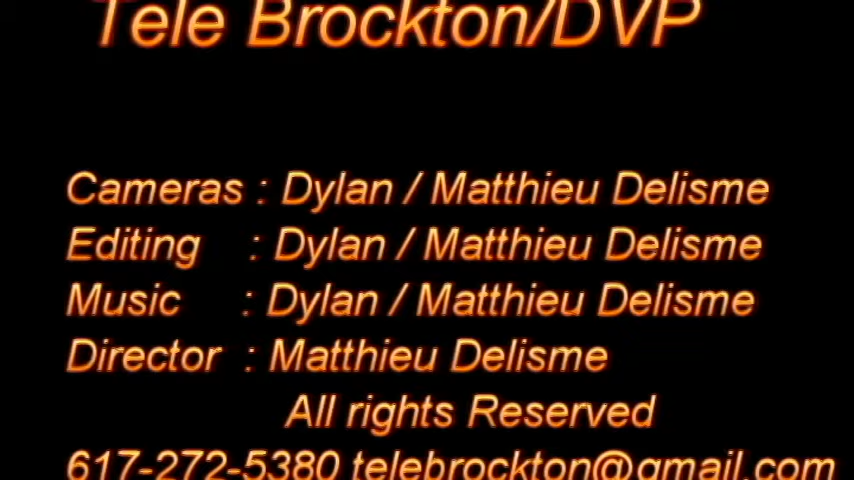 Tele Brockton/DVP
Cameras : Dylan / Matthieu Delisme
Editing : Dylan / Matthieu Delisme
Music : Dylan / Matthieu Delisme
Director : Matthieu Delisme
All rights Reserved
617-272-5380 telebrockton@gmail.com